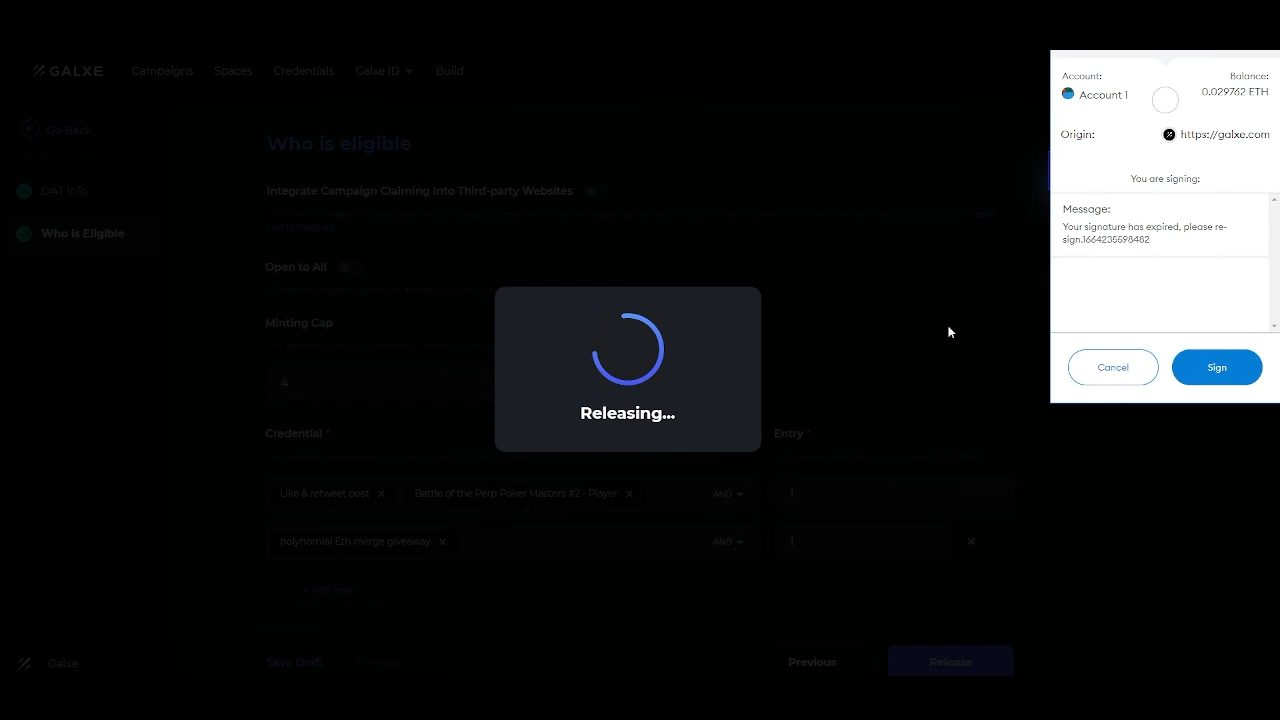 GALXE
Campaigns Spaces Credentials Galxe ID Build
Go Back
OAT Info
Who is Eligible
Who is eligible
Integrate Campaign Claiming Into Third-party Websites
Open to All
Minting Cap
4
Credential * Entry *
Like & retweet post × Battle of the Perp Poker Masters #2 - Player × AND 1
polynomial Eth merge giveaway × AND 1 ×
+ Add box
Galxe
Save Draft Previous Release
Releasing...
Account: Balance:
Account 1 0.029762 ETH
Origin: https://galxe.com
You are signing:
Message:
Your signature has expired, please re-
sign.1664235598482
Cancel Sign